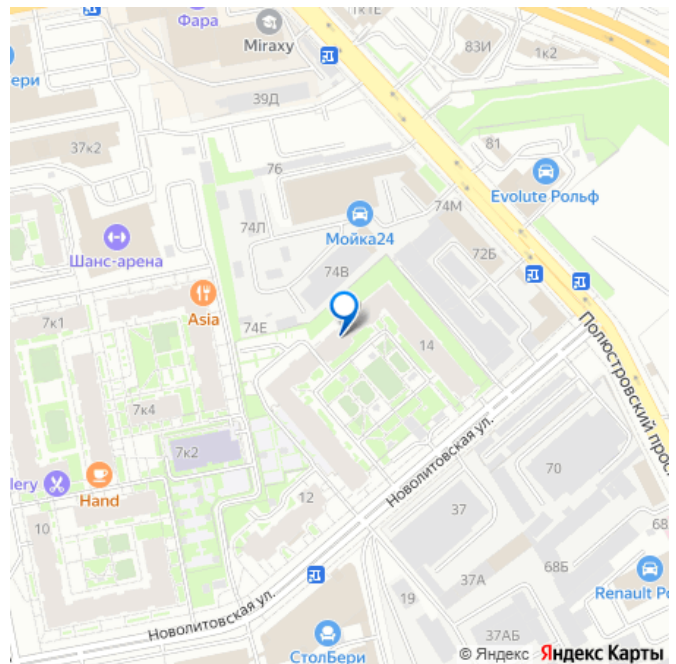 1к1Е
Фара
Miraxy
83И
1к2
ери
39Д
37к2
76
81
Evolute Рольф
74М
74Л
Мойка24
72Б
Шанс-арена
74В
Asia
7к1
74Е
14
Полюстровский прос
7к4
7к2
Новолитовская ул.
70
lery
Hand
12
10
37
68
68Б
37А
Renault Ро
19
Новолитовская ул.
37АБ
СтолБери
© Яндекс Яндекс Карты